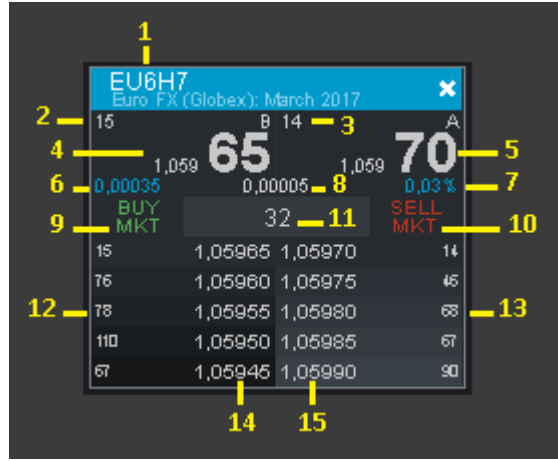 1
EU6H7
Euro FX (Globex): March 2017
2 15 B 14 3 A
4 1,059 65 1,059 70 5
6 0,00035 0,00005 8 0,03% 7
BUY SELL
9 MKT 32 11 MKT 10
15 1,05965 1,05970 14
76 1,05960 1,05975 46
12 78 1,05955 1,05980 68 13
110 1,05950 1,05985 67
67 1,05945 1,05990 90
14 15